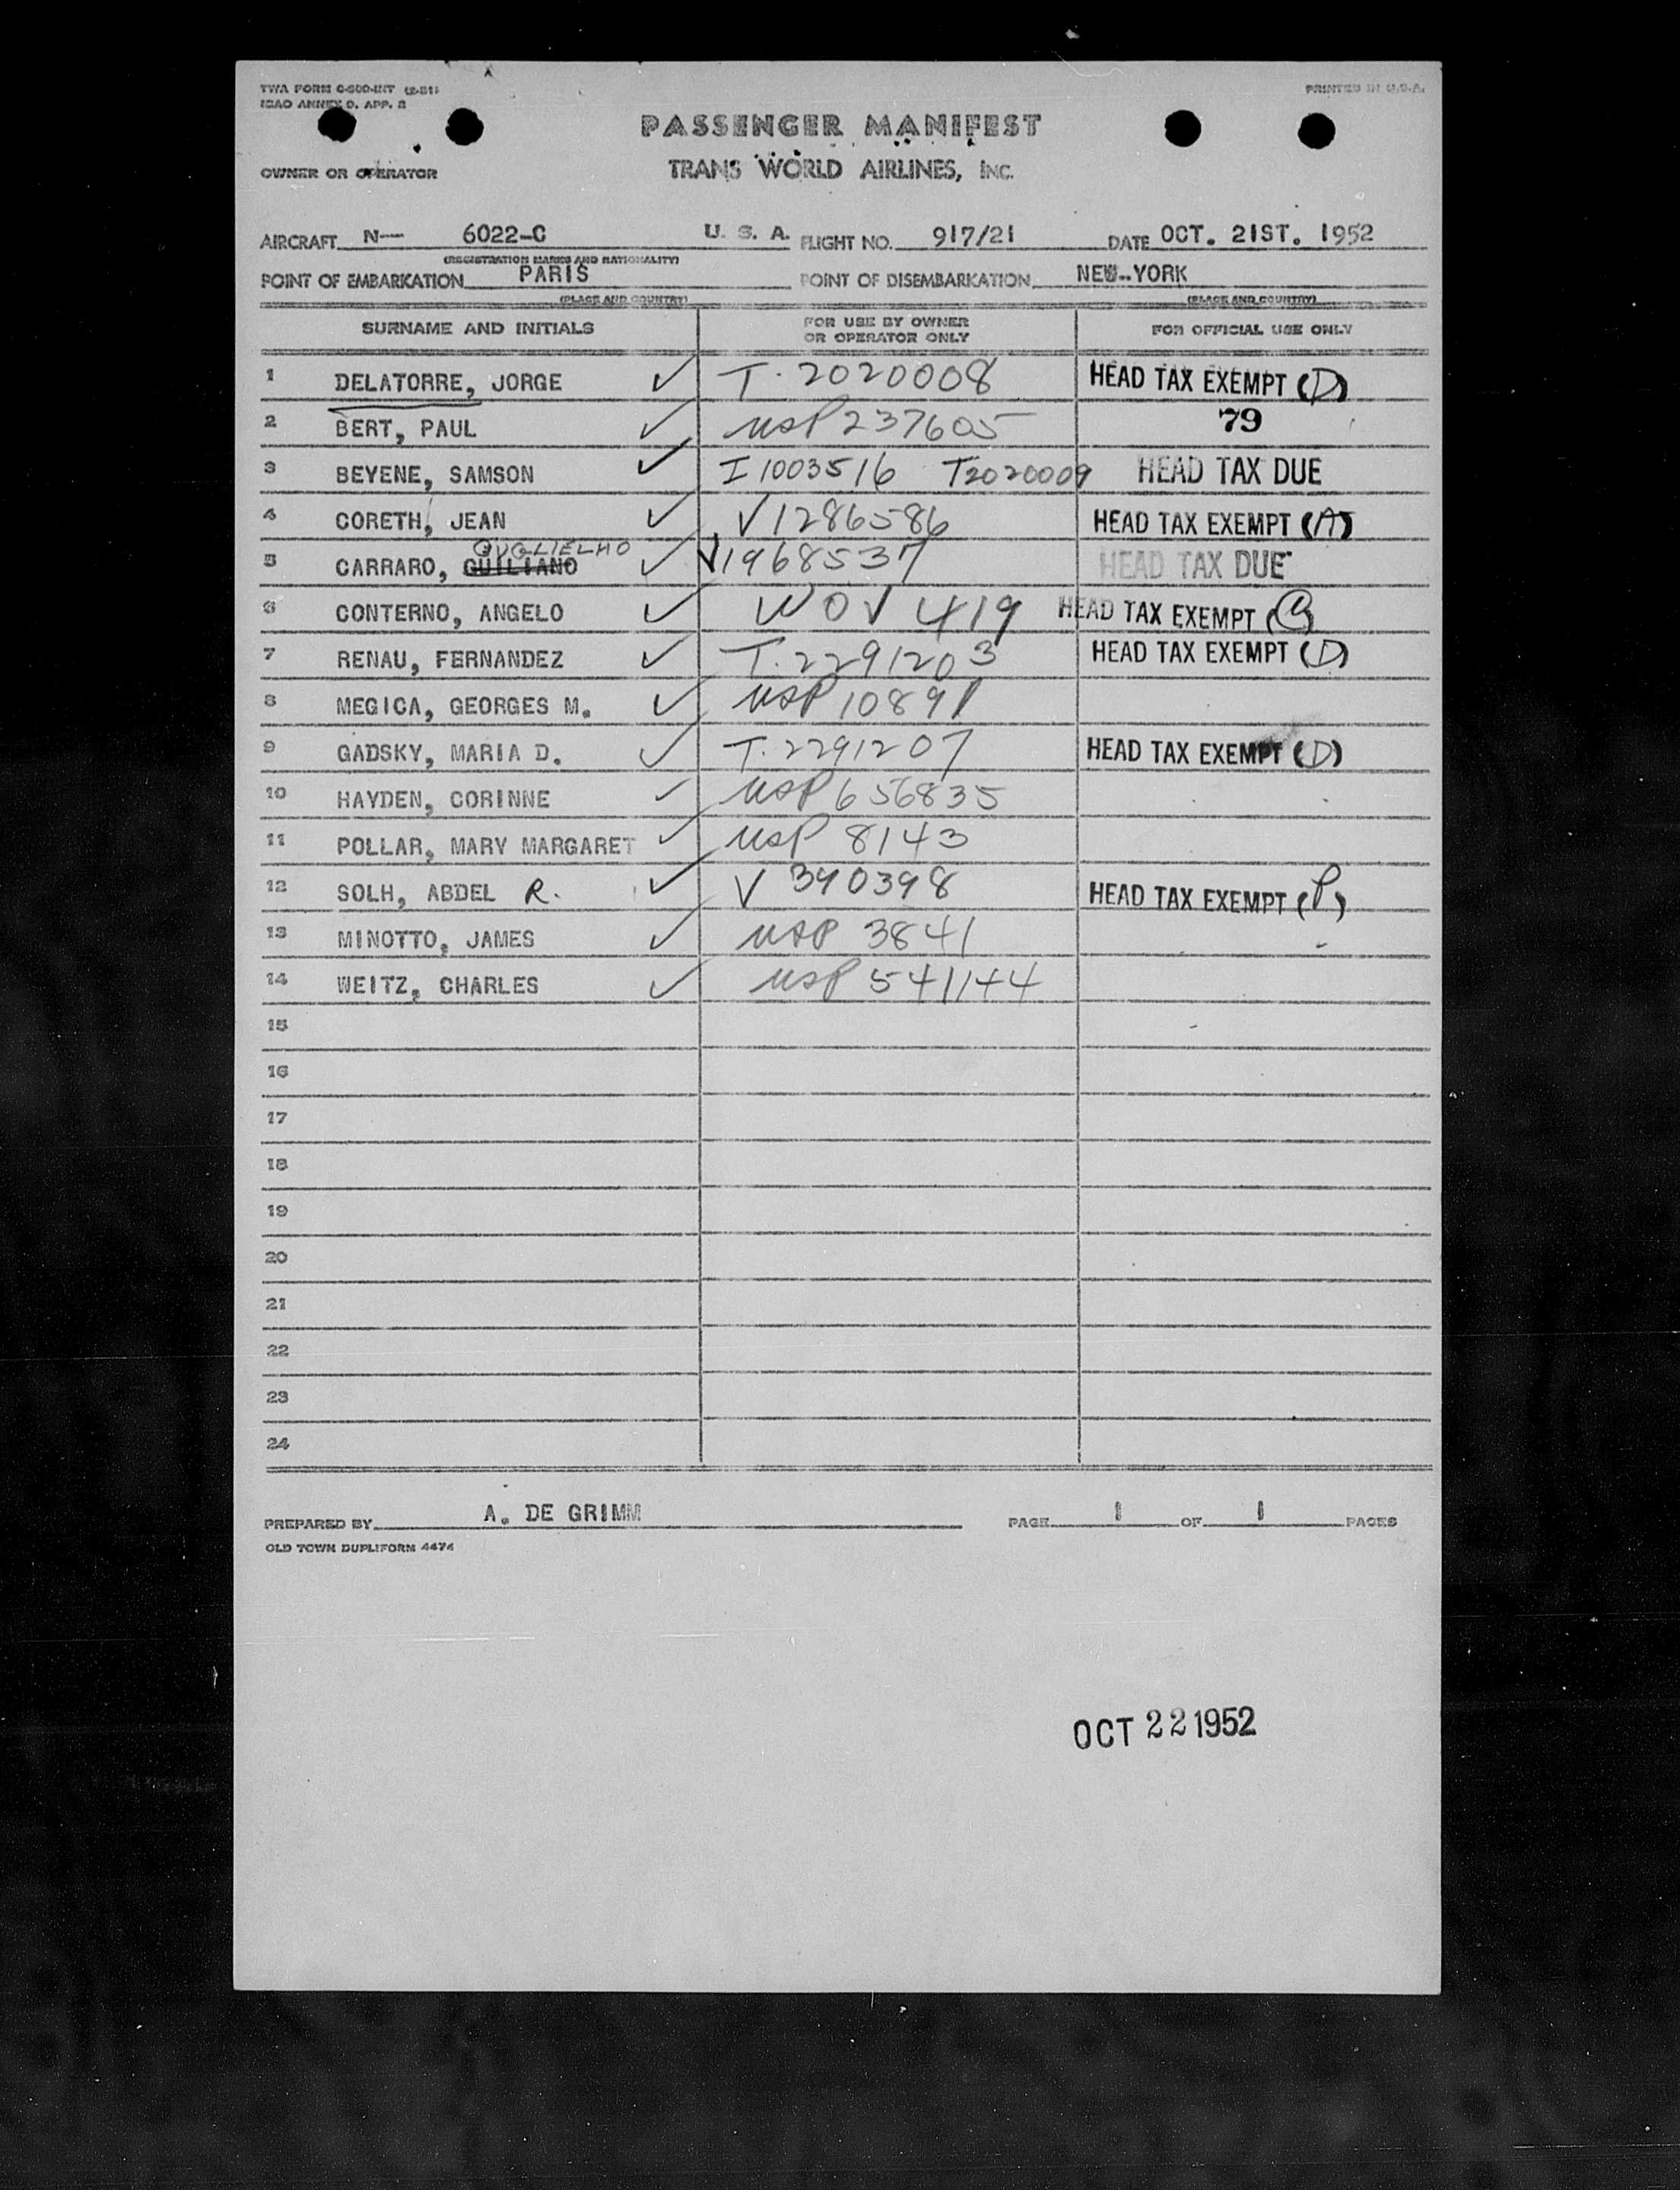 TWA FORM C-500-INT (2-51)
ICAO ANNEX 9, APP. 2
PRINTED IN U.S.A.
PASSENGER MANIFEST
OWNER OR OPERATOR
TRANS WORLD AIRLINES, INC.
AIRCRAFT N— 6022-C U. S. A. FLIGHT NO. 917/21 DATE OCT. 21ST. 1952
(REGISTRATION MARKS AND NATIONALITY)
POINT OF EMBARKATION PARIS POINT OF DISEMBARKATION NEW-YORK
(PLACE AND COUNTRY) (PLACE AND COUNTRY)
SURNAME AND INITIALS FOR USE BY OWNER OR OPERATOR ONLY FOR OFFICIAL USE ONLY
1 DELATORRE, JORGE ✓ T. 2020008 HEAD TAX EXEMPT (D)
2 BERT, PAUL ✓ USP 237605 79
3 BEYENE, SAMSON ✓ I 1003516 T2020009 HEAD TAX DUE
4 CORETH, JEAN ✓ V1286586 HEAD TAX EXEMPT (A)
GUGLIELMO
5 CARRARO, GUILIANO ✓ V1968537 HEAD TAX DUE
6 CONTERNO, ANGELO ✓ WOV 419 HEAD TAX EXEMPT
7 RENAU, FERNANDEZ ✓ T. 2291203 HEAD TAX EXEMPT (D)
8 MEGICA, GEORGES M. ✓ USP 10891
9 GADSKY, MARIA D. ✓ T. 2291207 HEAD TAX EXEMPT (D)
10 HAYDEN, CORINNE ✓ USP 656835
11 POLLAR, MARY MARGARET ✓ USP 8143
12 SOLH, ABDEL R. ✓ V 390398 HEAD TAX EXEMPT (P)
13 MINOTTO, JAMES ✓ USP 3841
14 WEITZ, CHARLES ✓ USP 541144
15
16
17
18
19
20
21
22
23
24
PREPARED BY A. DE GRIMM PAGE 1 OF 1 PAGES
OLD TOWN DUPLIFORM 4474
OCT 22 1952